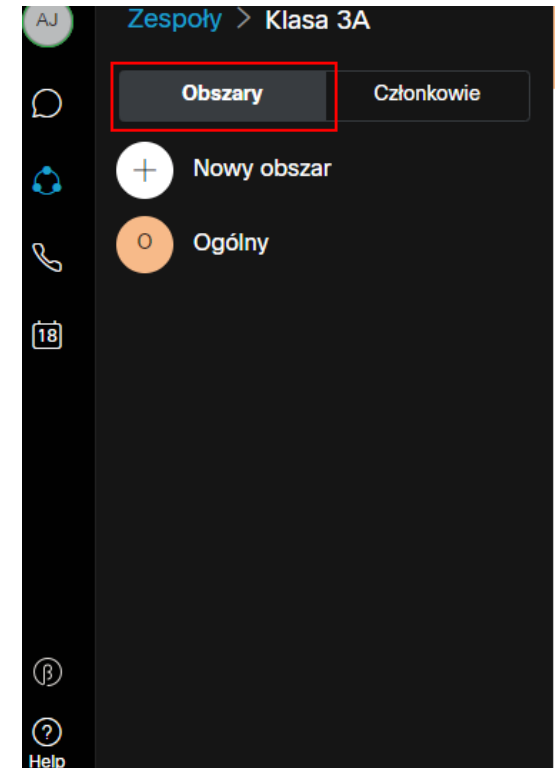 AJ
Zespoły > Klasa 3A
Obszary
Członkowie
Nowy obszar
O
Ogólny
18
β
?
Help